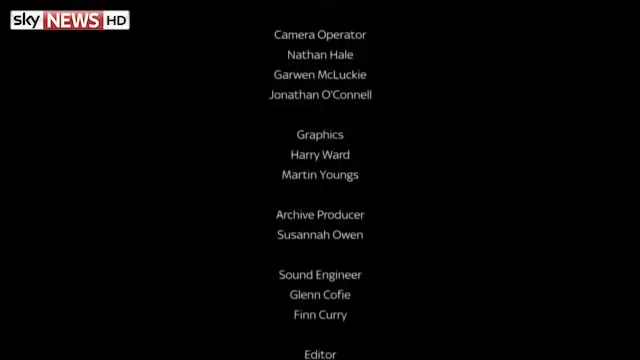 sky NEWS HD
Camera Operator
Nathan Hale
Garwen McLuckie
Jonathan O'Connell
Graphics
Harry Ward
Martin Youngs
Archive Producer
Susannah Owen
Sound Engineer
Glenn Cofie
Finn Curry
Editor